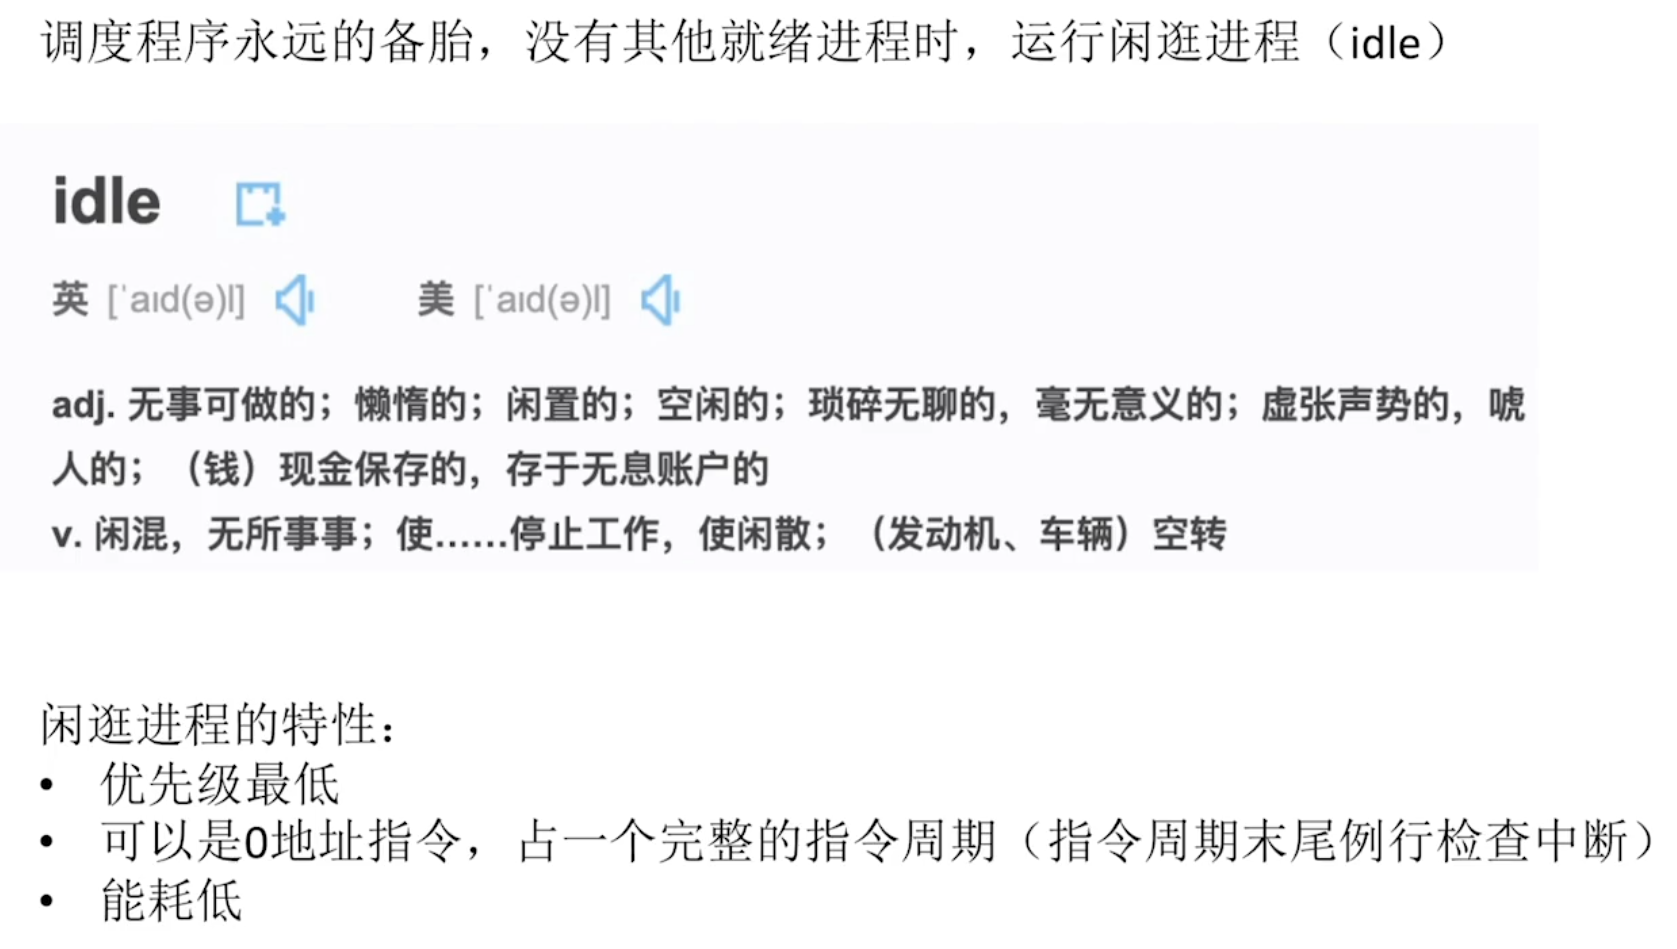 调度程序永远的备胎，没有其他就绪进程时，运行闲逛进程（idle）
idle
英 [ˈaɪd(ə)l] 美 [ˈaɪd(ə)l]
adj. 无事可做的；懒惰的；闲置的；空闲的；琐碎无聊的，毫无意义的；虚张声势的，唬
人的；（钱）现金保存的，存于无息账户的
v. 闲混，无所事事；使……停止工作，使闲散；（发动机、车辆）空转
闲逛进程的特性：
• 优先级最低
• 可以是0地址指令，占一个完整的指令周期（指令周期末尾例行检查中断）
• 能耗低